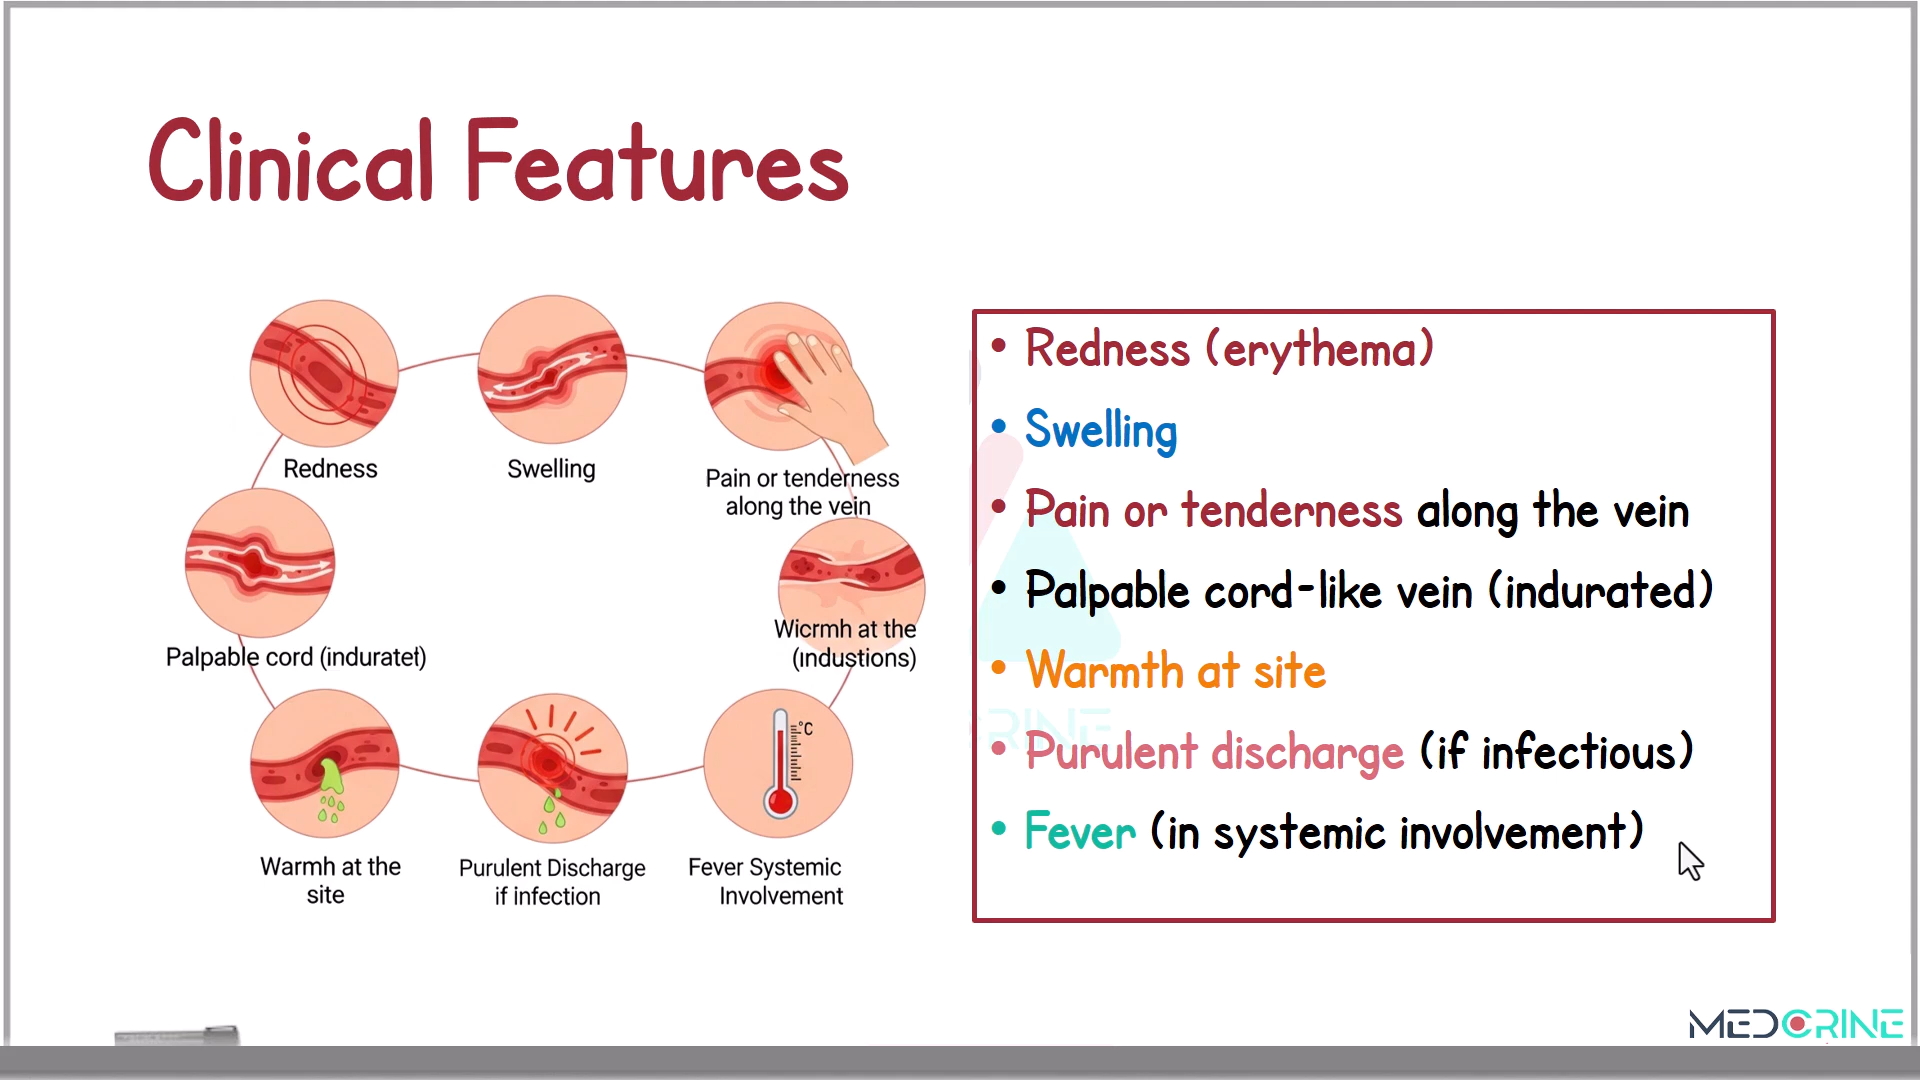 Clinical Features
Redness
Swelling
Pain or tenderness
along the vein
Palpable cord (induratet)
Wicrmh at the
(industions)
Warmh at the
site
Purulent Discharge
if infection
°C
Fever Systemic
Involvement
• Redness (erythema)
• Swelling
• Pain or tenderness along the vein
• Palpable cord-like vein (indurated)
• Warmth at site
• Purulent discharge (if infectious)
• Fever (in systemic involvement)
MEDCRINE